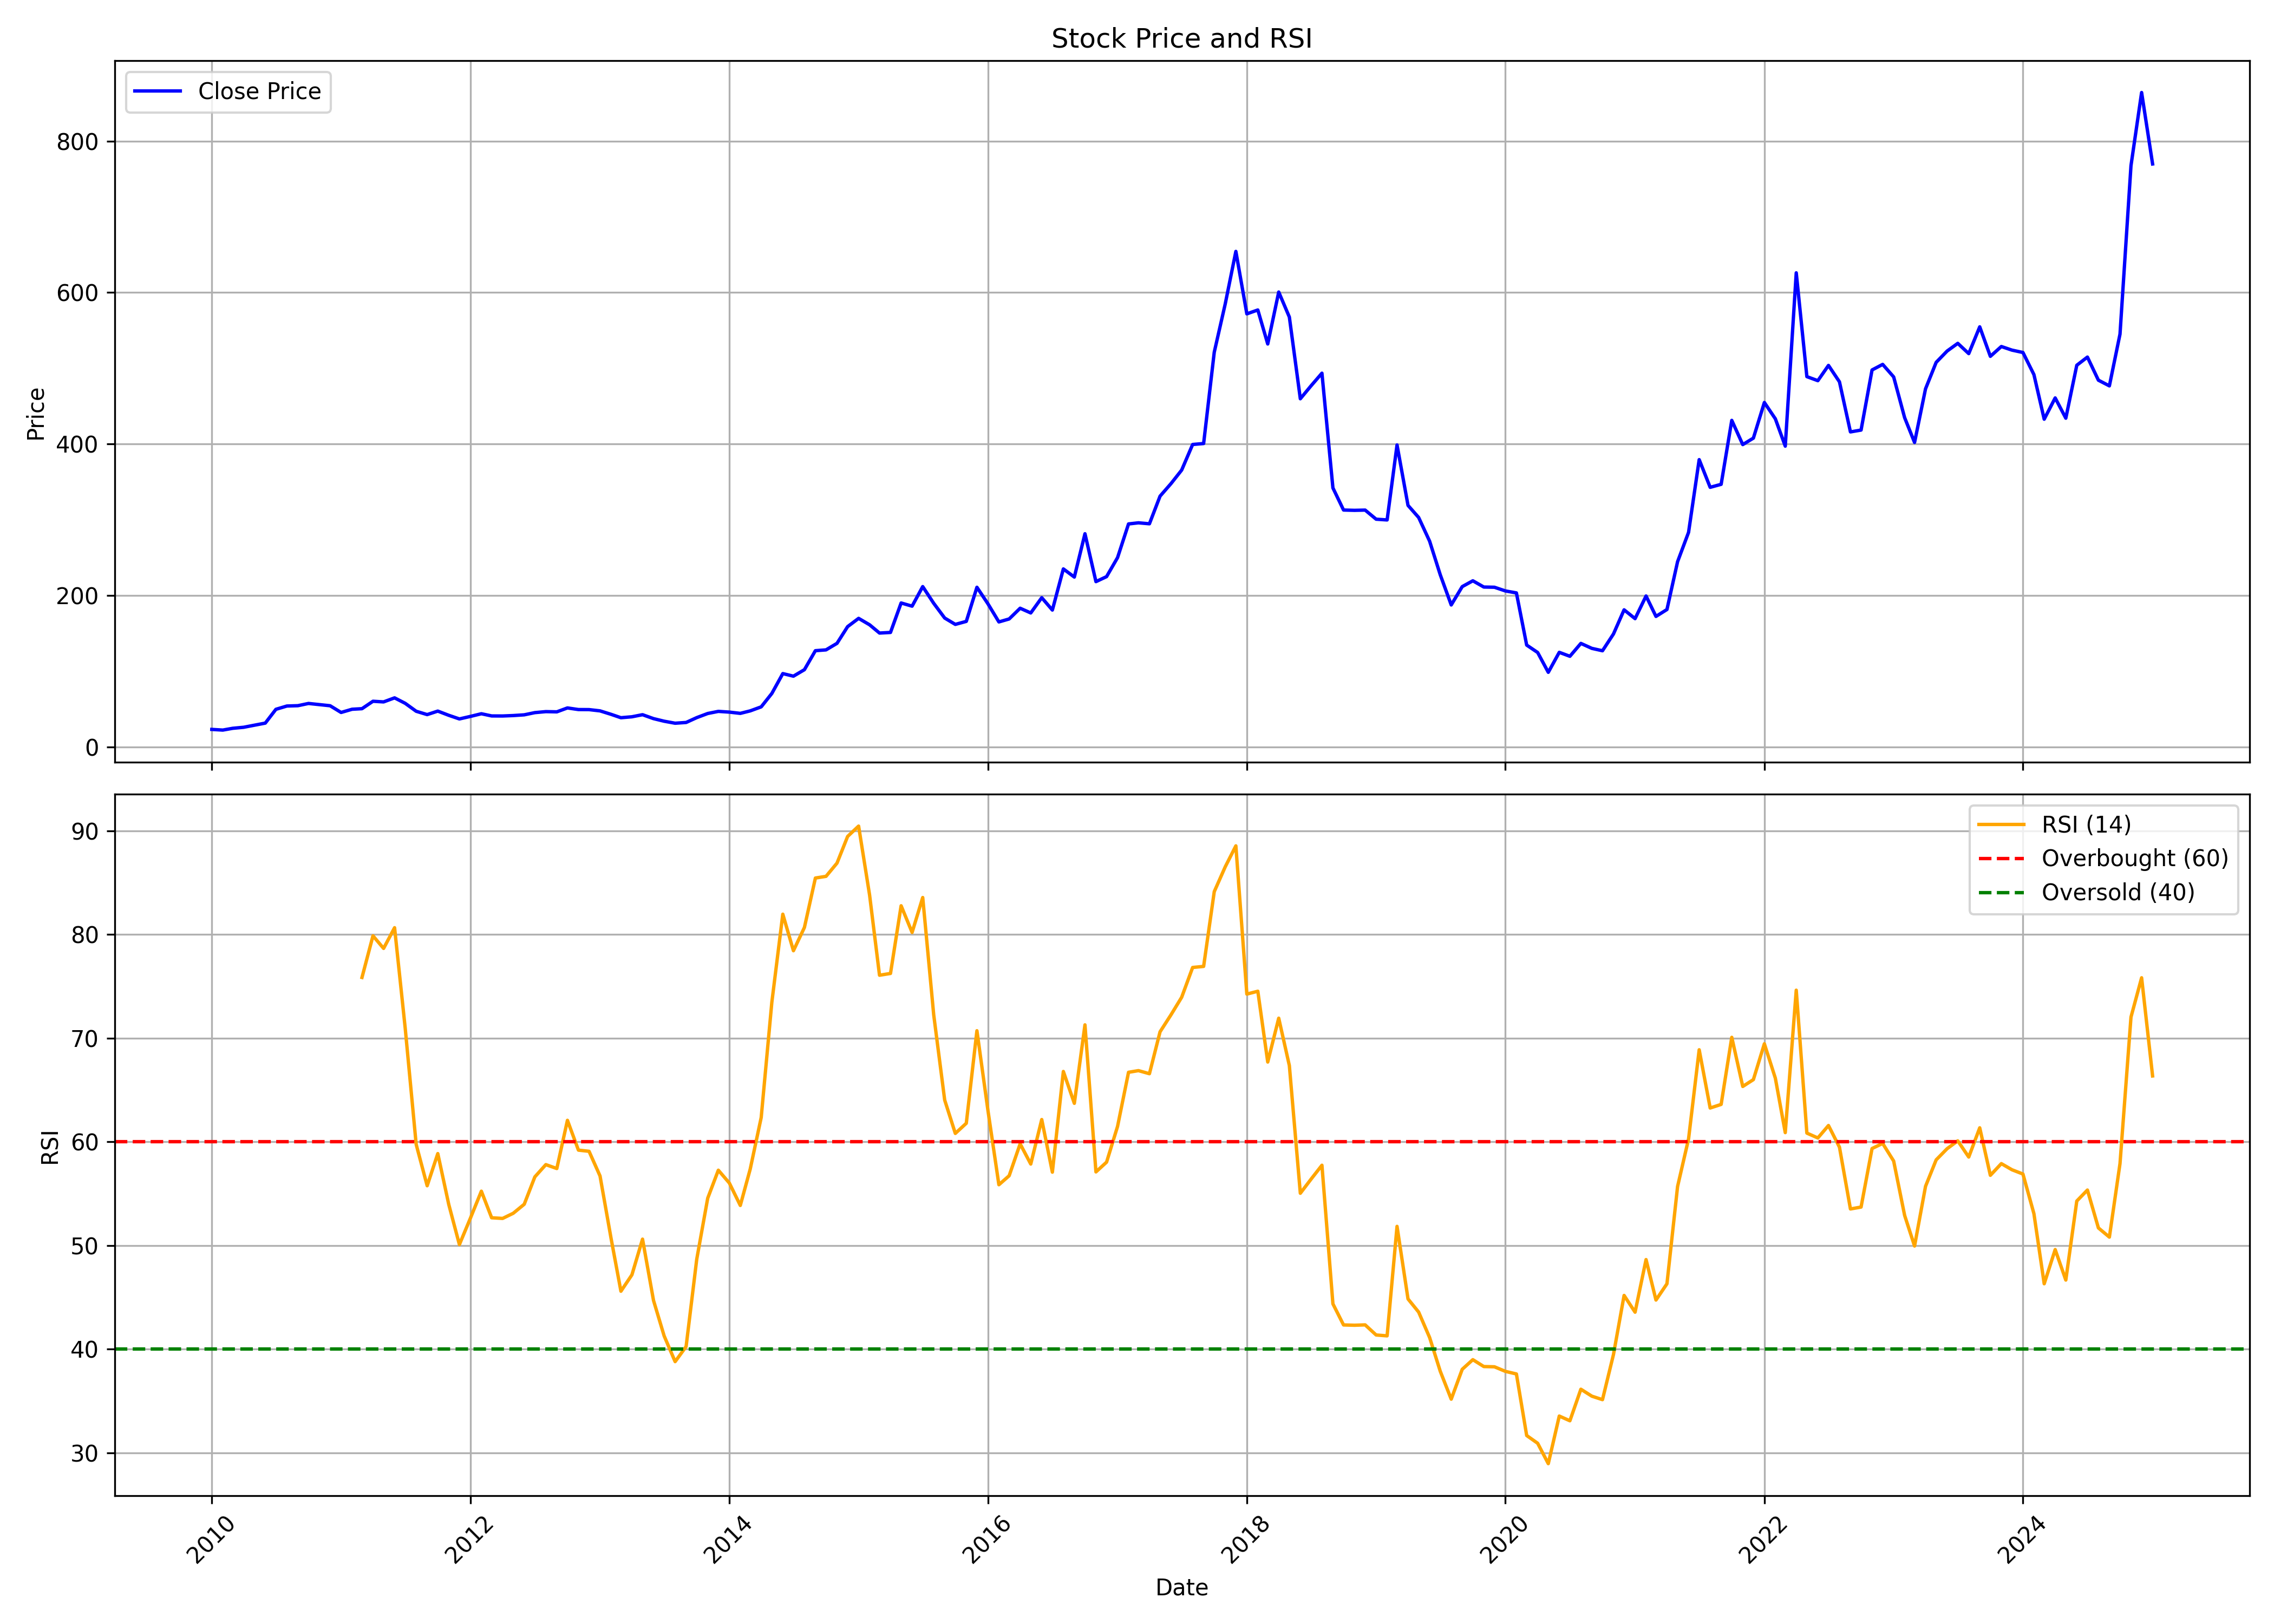 Stock Price and RSI
Close Price
800
600
400
200
0
Price
RSI (14)
Overbought (60)
Oversold (40)
90
80
70
60
50
40
30
RSI
2010
2012
2014
2016
2018
2020
2022
2024
Date